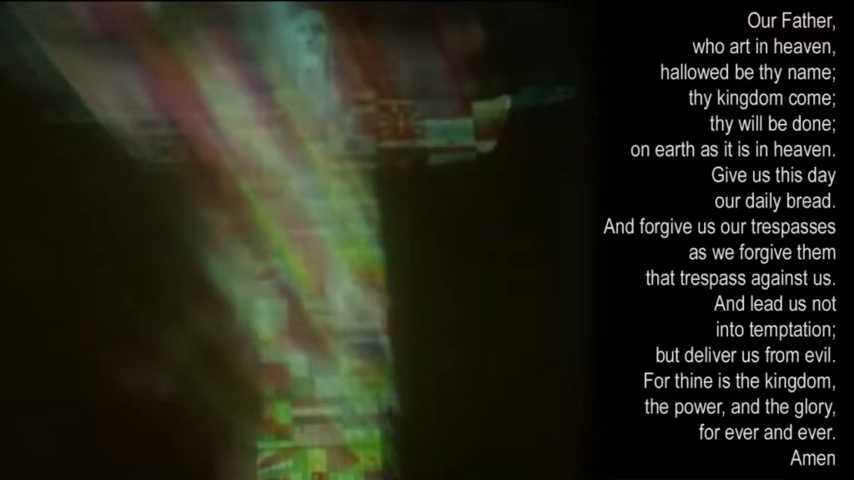 Our Father,
who art in heaven,
hallowed be thy name;
thy kingdom come;
thy will be done;
on earth as it is in heaven.
Give us this day
our daily bread.
And forgive us our trespasses
as we forgive them
that trespass against us.
And lead us not
into temptation;
but deliver us from evil.
For thine is the kingdom,
the power, and the glory,
for ever and ever.
Amen